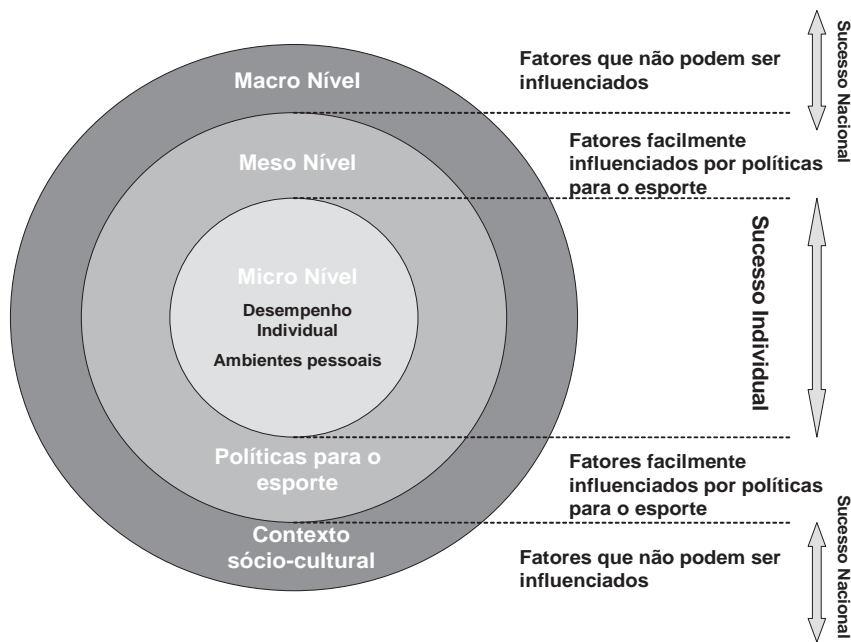 Macro Nível
Meso Nível
Micro Nível
Desempenho
Individual
Ambientes pessoais
Políticas para o
esporte
Contexto
sócio-cultural
Fatores que não podem ser
influenciados
Fatores facilmente
influenciados por políticas
para o esporte
Fatores facilmente
influenciados por políticas
para o esporte
Fatores que não podem ser
influenciados
Sucesso Nacional
Sucesso Individual
Sucesso Nacional